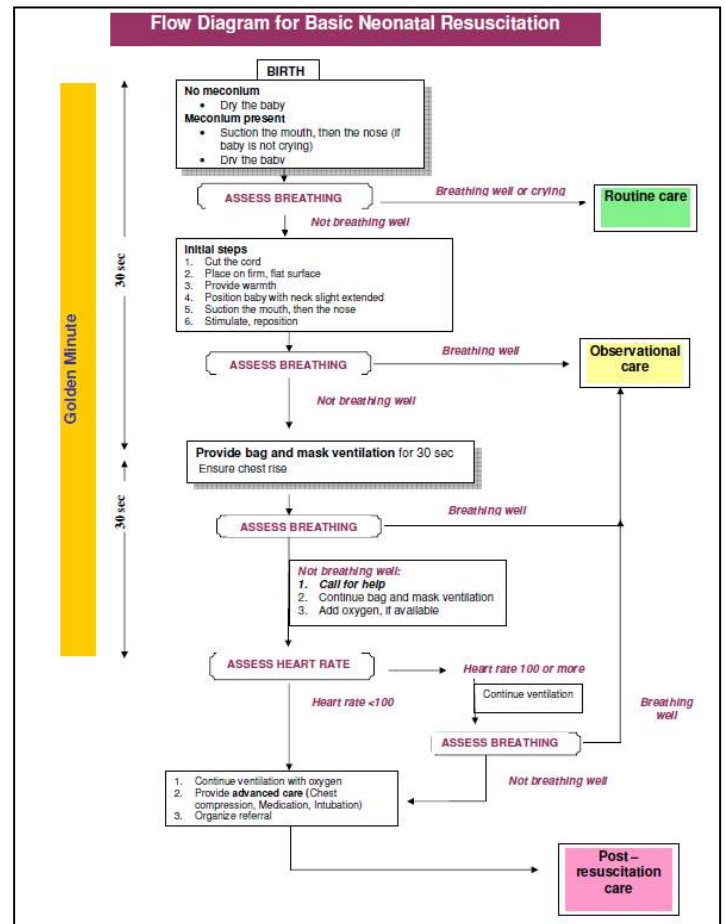 Flow Diagram for Basic Neonatal Resuscitation
BIRTH
No meconium
• Dry the baby
Meconium present
• Suction the mouth, then the nose (if
baby is not crying)
• Dry the baby
ASSESS BREATHING
Breathing well or crying
Routine care
Not breathing well
Initial steps
1. Cut the cord
2. Place on firm, flat surface
3. Provide warmth
4. Position baby with neck slight extended
5. Suction the mouth, then the nose
6. Stimulate, reposition
30 sec
Golden Minute
ASSESS BREATHING
Breathing well
Observational
care
Not breathing well
Provide bag and mask ventilation for 30 sec
Ensure chest rise
30 sec
ASSESS BREATHING
Breathing well
Not breathing well:
1. Call for help
2. Continue bag and mask ventilation
3. Add oxygen, if available
ASSESS HEART RATE
Heart rate 100 or more
Heart rate <100
Continue ventilation
Breathing
well
ASSESS BREATHING
Not breathing well
1. Continue ventilation with oxygen
2. Provide advanced care (Chest
compression, Medication, Intubation)
3. Organize referral
Post –
resuscitation
care